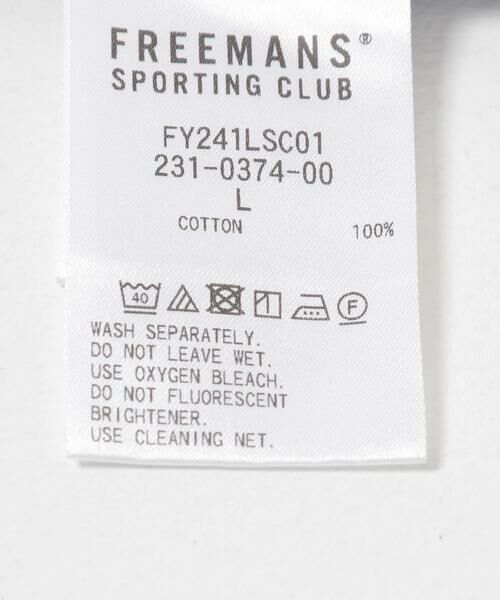 FREEMANS®
SPORTING CLUB
FY241LSC01
231-0374-00
L
COTTON 100%
40 F
WASH SEPARATELY.
DO NOT LEAVE WET.
USE OXYGEN BLEACH.
DO NOT FLUORESCENT
BRIGHTENER.
USE CLEANING NET.